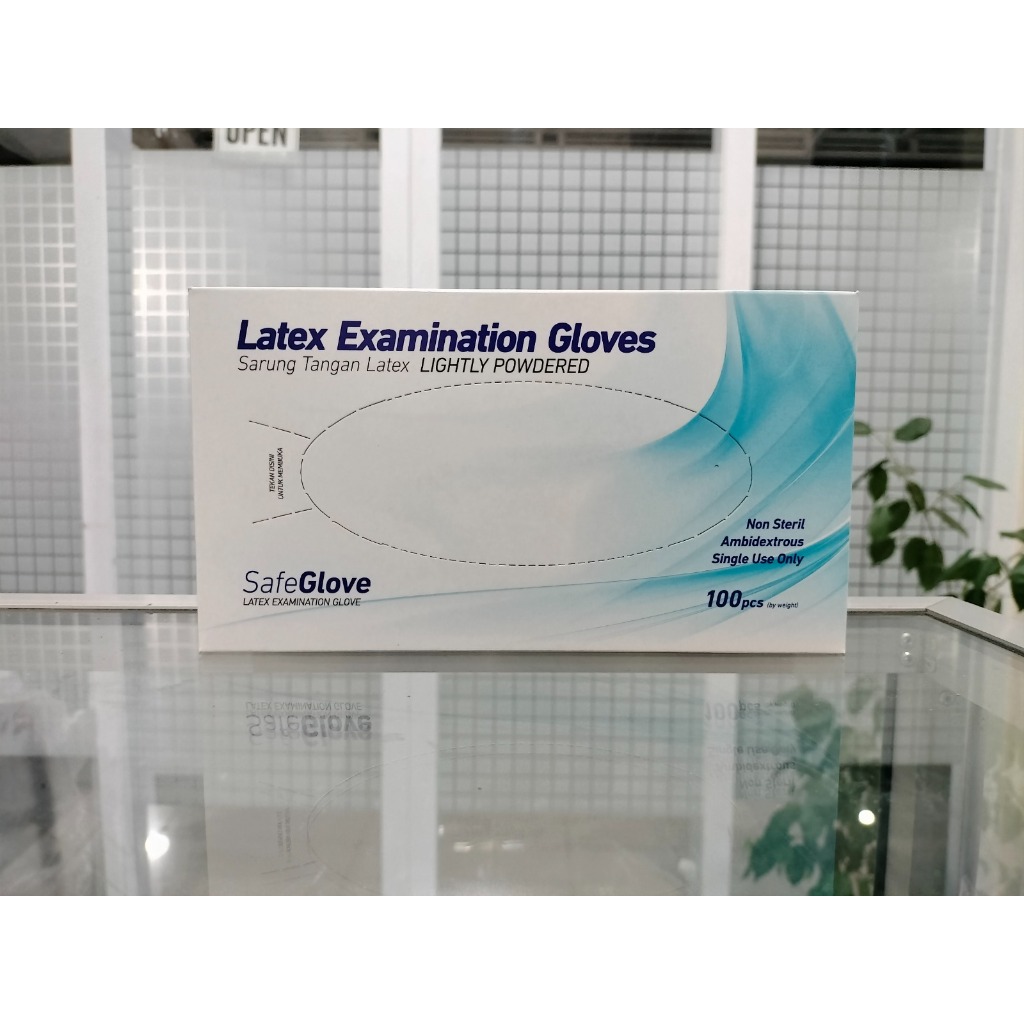 OPEN
Latex Examination Gloves
Sarung Tangan Latex LIGHTLY POWDERED
TEKAN DISINI
UNTUK MEMBUKA
Non Steril
Ambidextrous
Single Use Only
SafeGlove
LATEX EXAMINATION GLOVE
100pcs (by weight)